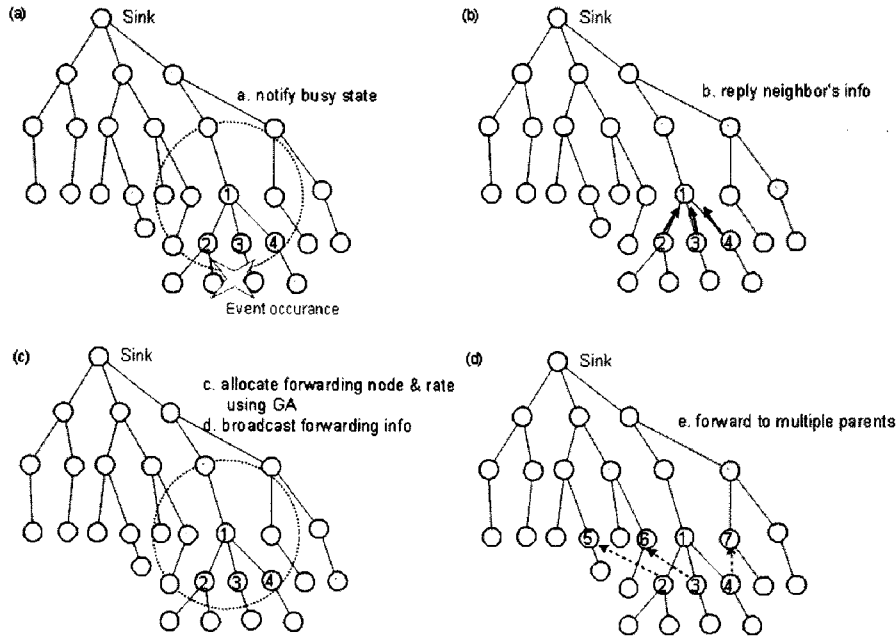 (a)
Sink
a. notify busy state
1
2 3 4
Event occurance
(b)
Sink
b. reply neighbor's info
1
2 3 4
(c)
Sink
c. allocate forwarding node & rate
using GA
d. broadcast forwarding info
1
2 3 4
(d)
Sink
e. forward to multiple parents
5 6 1 7
2 3 4